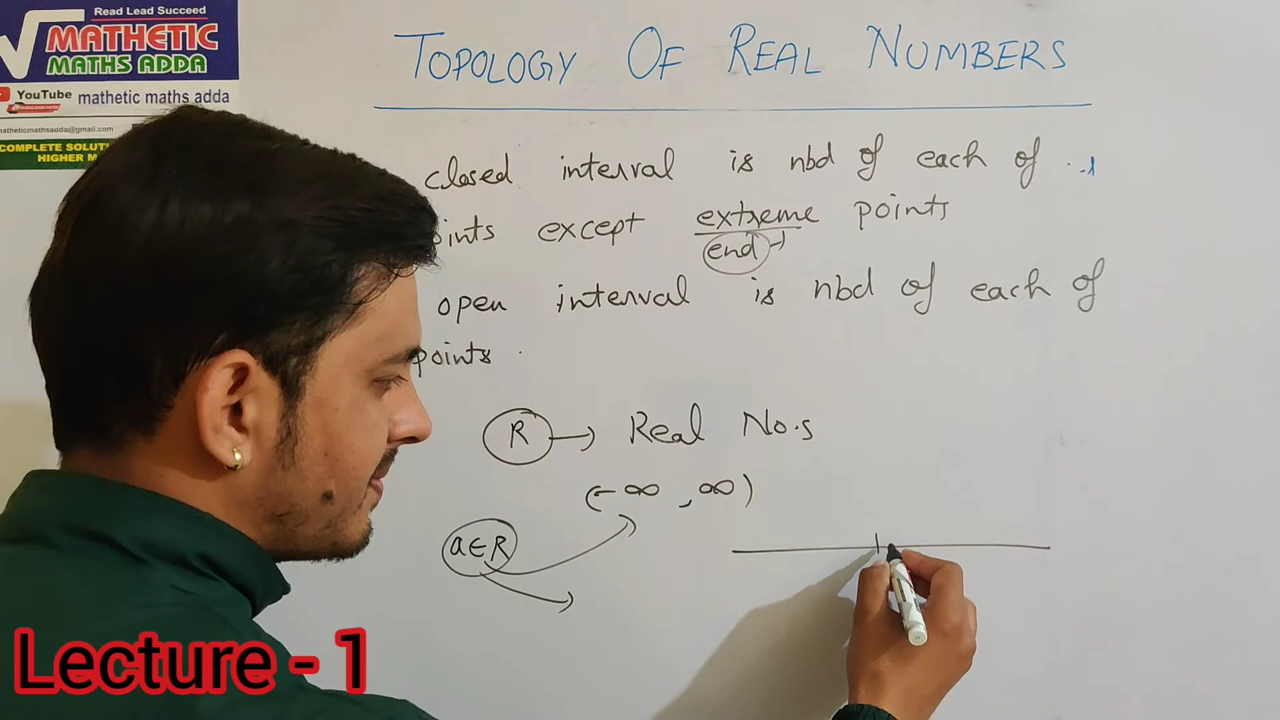 Read Lead Succeed
MATHETIC
MATHS ADDA
YouTube mathetic maths adda
matheticmathsadda@gmail.com
COMPLETE
HIGHER
TOPOLOGY OF REAL NUMBERS
closed interval is nbd of each of
points except extreme points
end
open interval is nbd of each of
points
R → Real No.s
(-∞, ∞)
a∈R
Lecture - 1